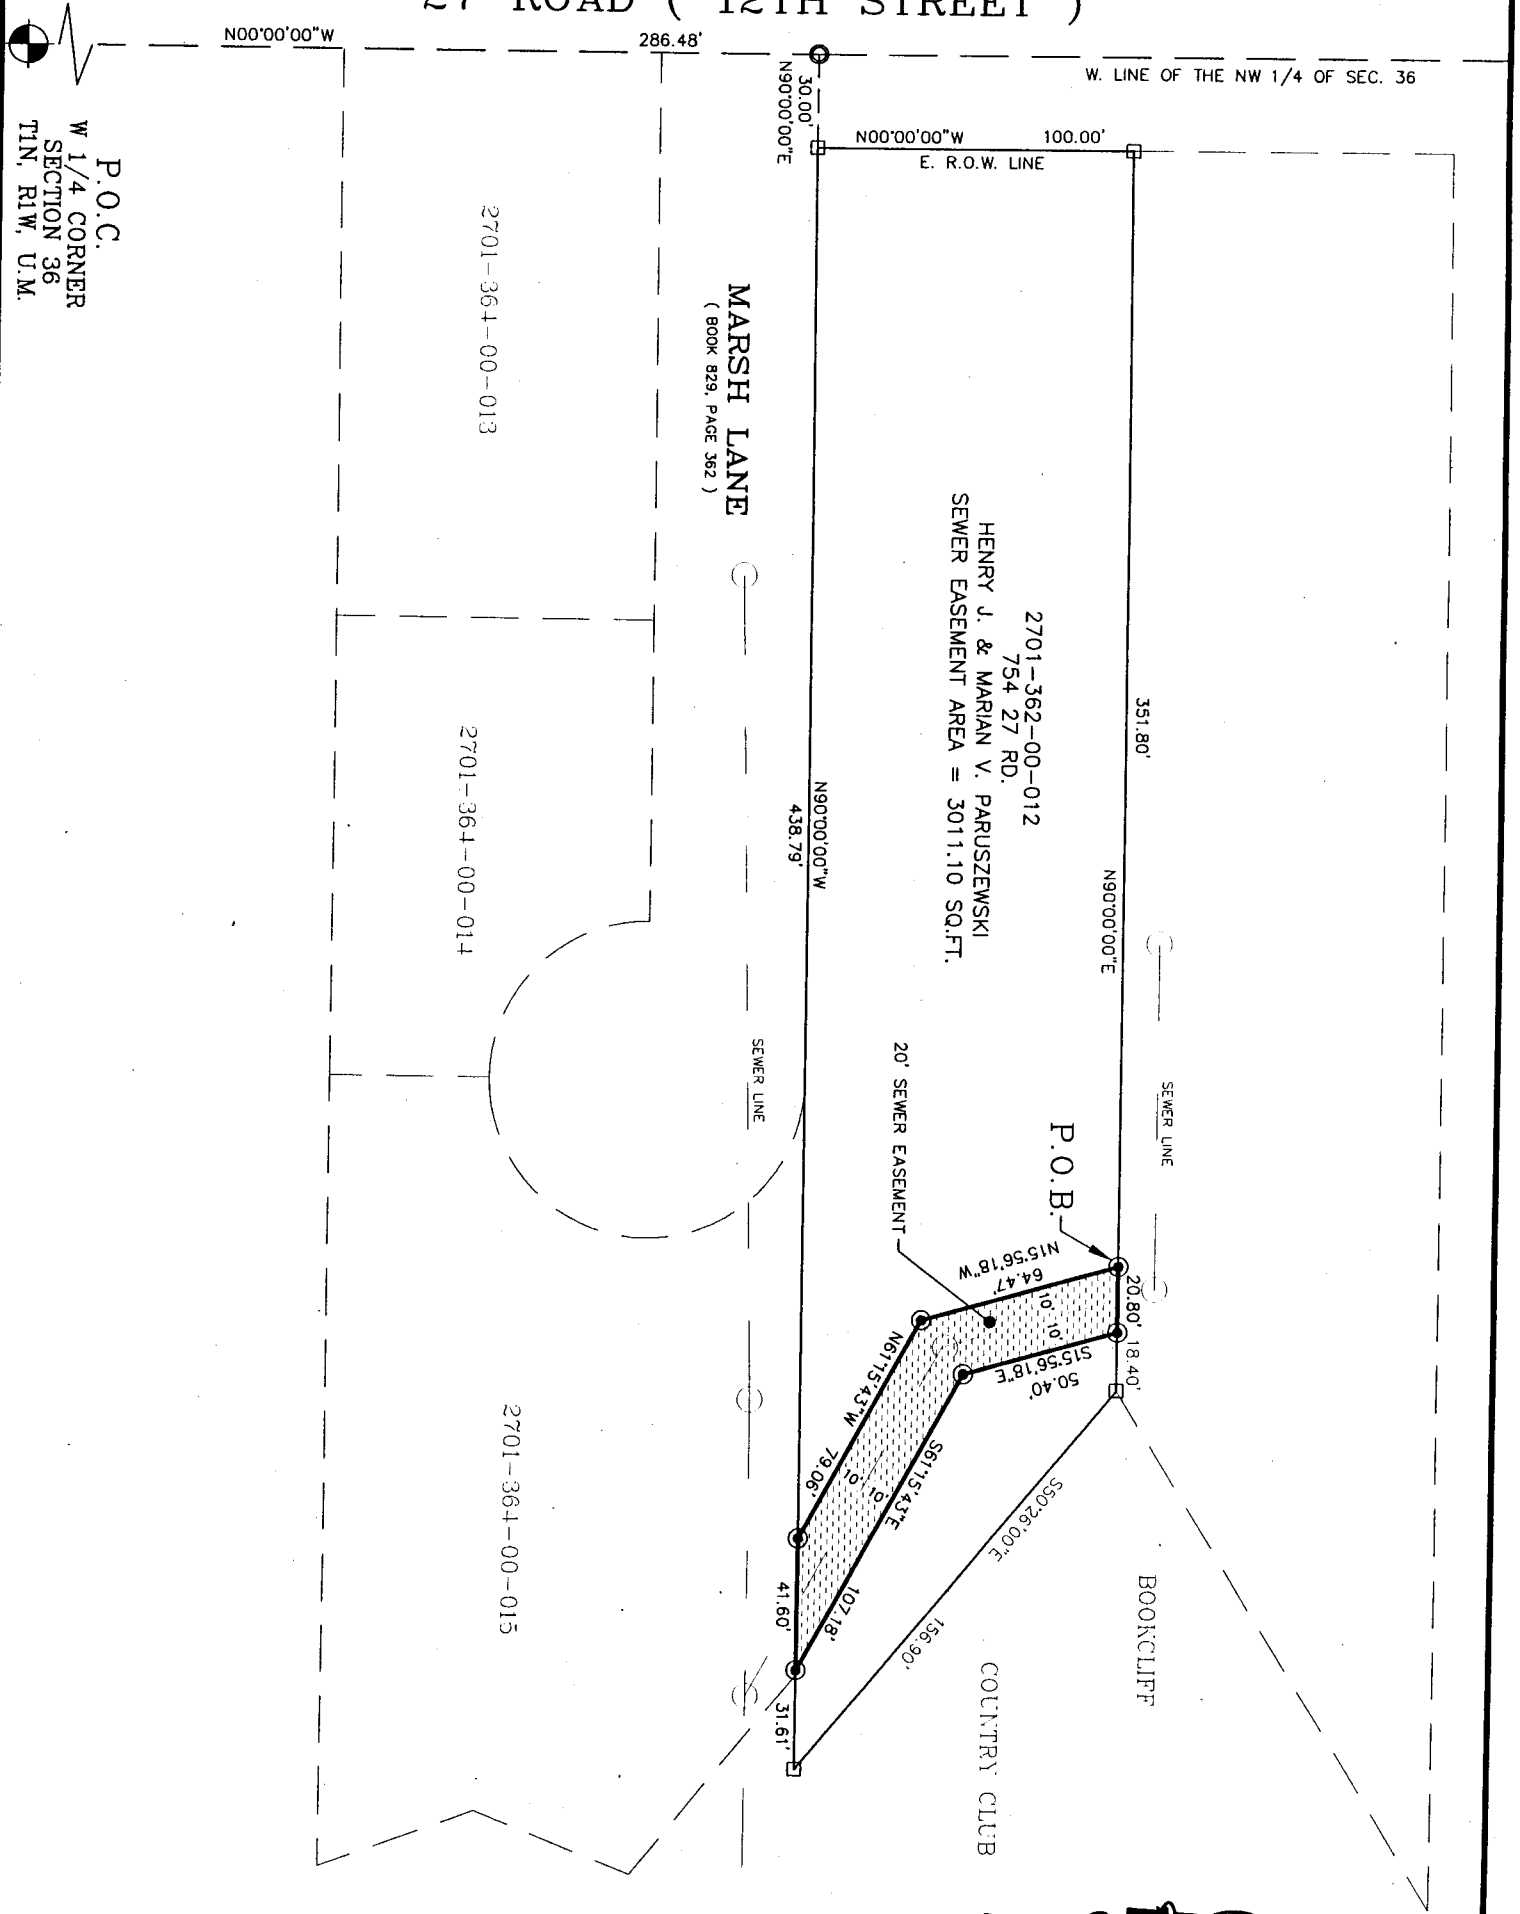 27 ROAD ( 12TH STREET )
N00°00'00"W
286.48'
W. LINE OF THE NW 1/4 OF SEC. 36
30.00'
N90°00'00"E
N00°00'00"W
100.00'
E. R.O.W. LINE
P.O.C.
W 1/4 CORNER
SECTION 36
T1N, R1W, U.M.
2701-364-00-013
MARSH LANE
( BOOK 829, PAGE 362 )
2701-362-00-012
754 27 RD.
HENRY J. & MARIAN V. PARUSZEWSKI
SEWER EASEMENT AREA = 3011.10 SQ.FT.
351.80'
N90°00'00"E
N90°00'00"W
438.79'
2701-364-00-014
SEWER LINE
SEWER LINE
20' SEWER EASEMENT
P.O.B.
N15°56'18"W
64.47'
10'
10'
20.80'
18.40'
S15°56'18"E
50.40'
N61°15'43"W
79.06'
10'
10'
S61°15'43"E
107.18'
S50°26'00"E
156.90'
41.60'
31.61'
BOOKCLIFF
COUNTRY CLUB
2701-364-00-015